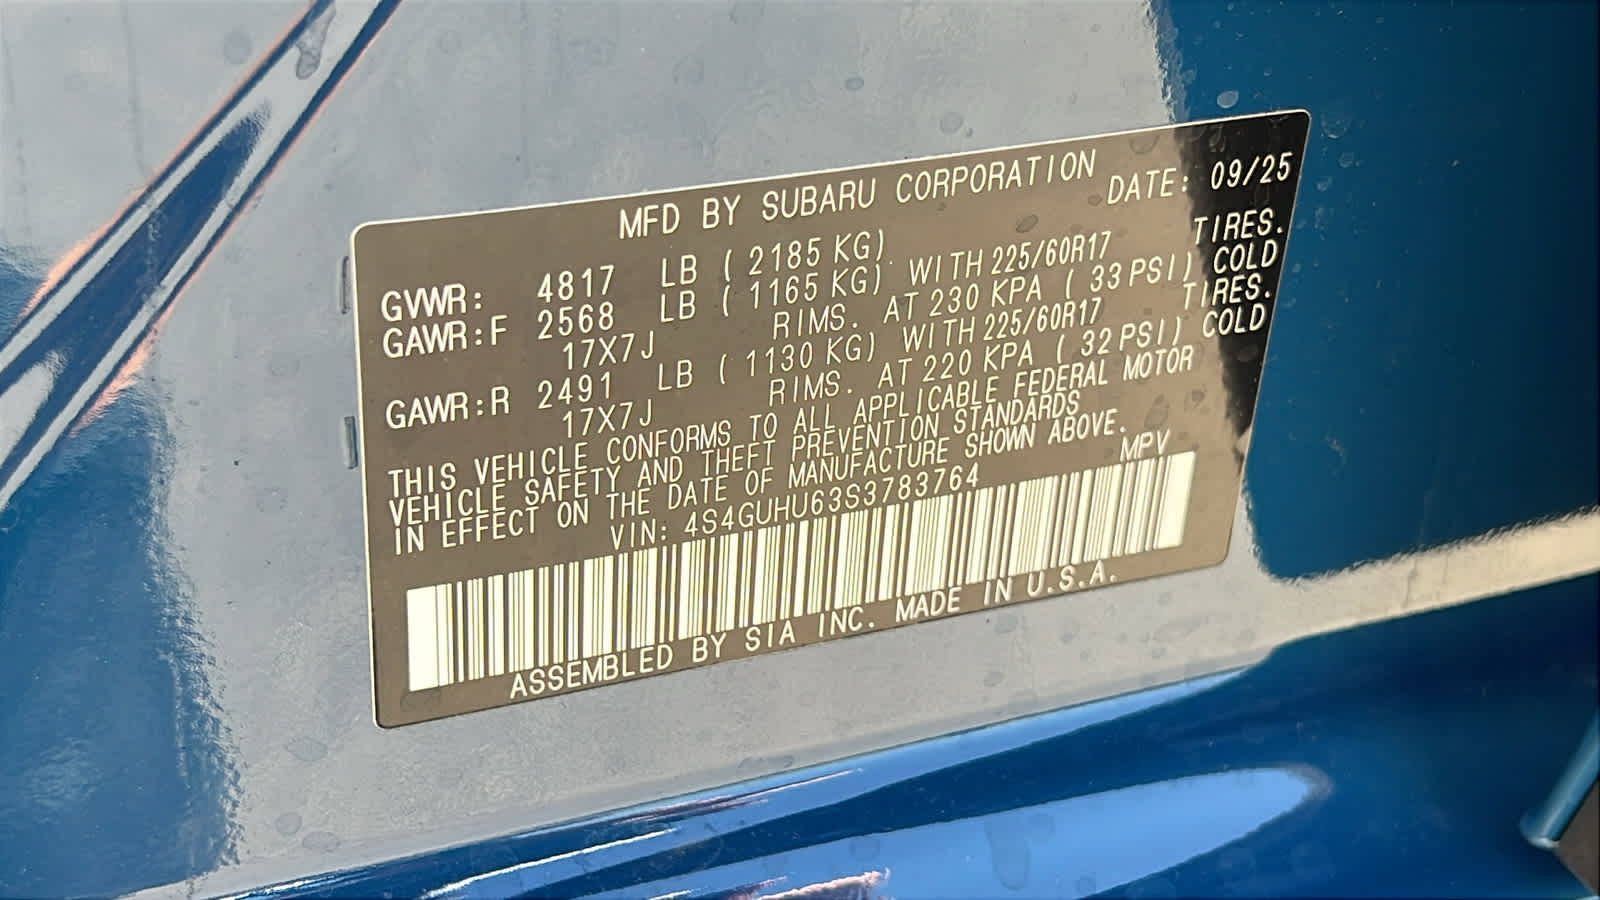 MFD BY SUBARU CORPORATION DATE: 09/25
GVWR: 4817 LB ( 2185 KG)
GAWR:F 2568 LB ( 1165 KG) WITH 225/60R17 TIRES.
17X7J RIMS. AT 230 KPA ( 33 PSI) COLD
GAWR:R 2491 LB ( 1130 KG) WITH 225/60R17 TIRES.
17X7J RIMS. AT 220 KPA ( 32 PSI) COLD
THIS VEHICLE CONFORMS TO ALL APPLICABLE FEDERAL MOTOR
VEHICLE SAFETY AND THEFT PREVENTION STANDARDS
IN EFFECT ON THE DATE OF MANUFACTURE SHOWN ABOVE.
VIN: 4S4GUHU63S3783764 MPV
ASSEMBLED BY SIA INC. MADE IN U.S.A.